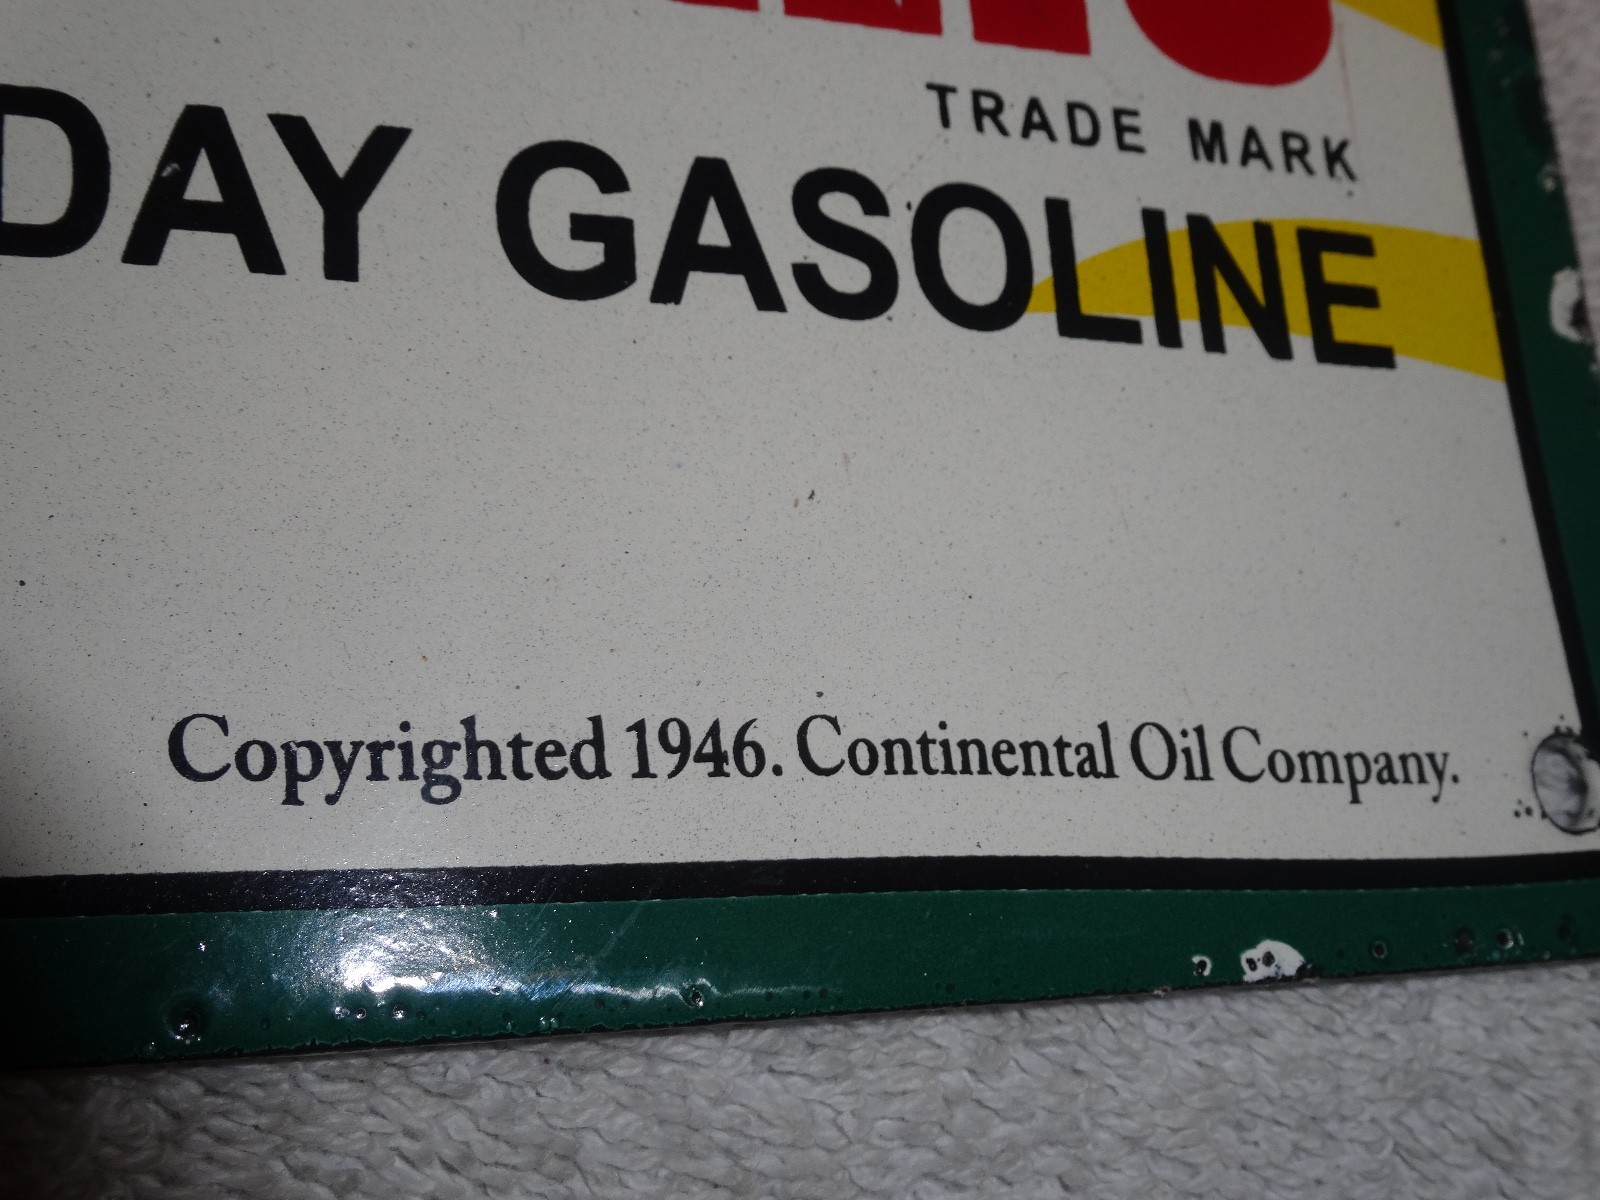 TRADE MARK
DAY GASOLINE
Copyrighted 1946. Continental Oil Company.